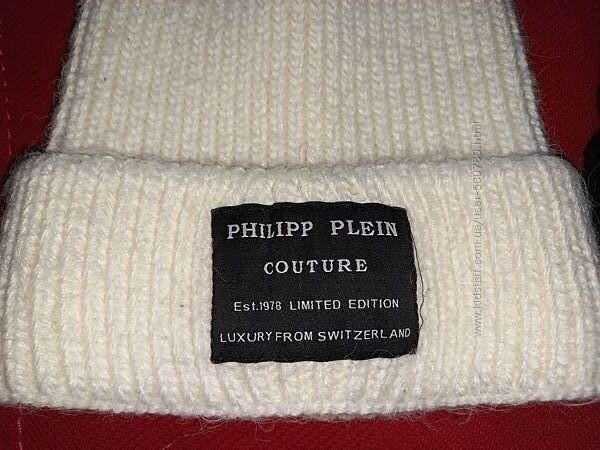 PHILIPP PLEIN
COUTURE
Est.1978 LIMITED EDITION
LUXURY FROM SWITZERLAND